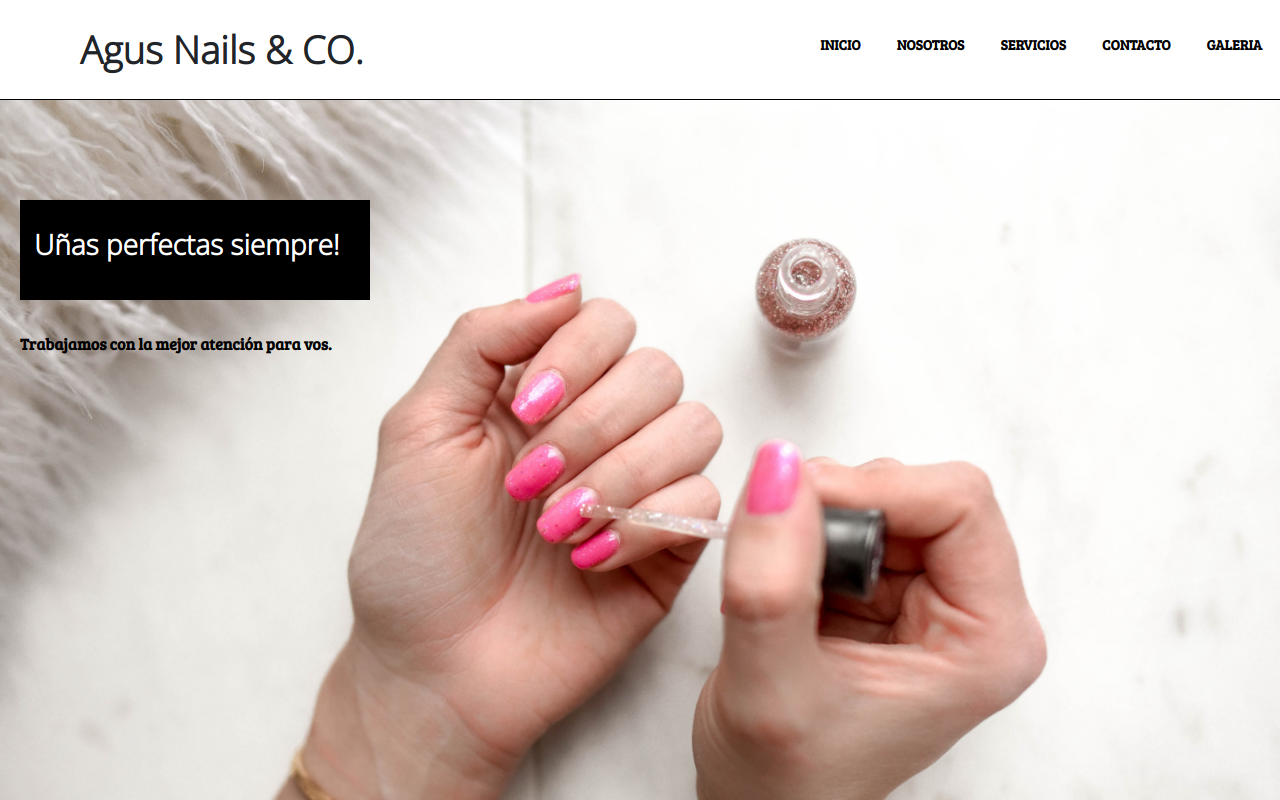 Agus Nails & CO.
INICIO NOSOTROS SERVICIOS CONTACTO GALERIA
Uñas perfectas siempre!
Trabajamos con la mejor atención para vos.